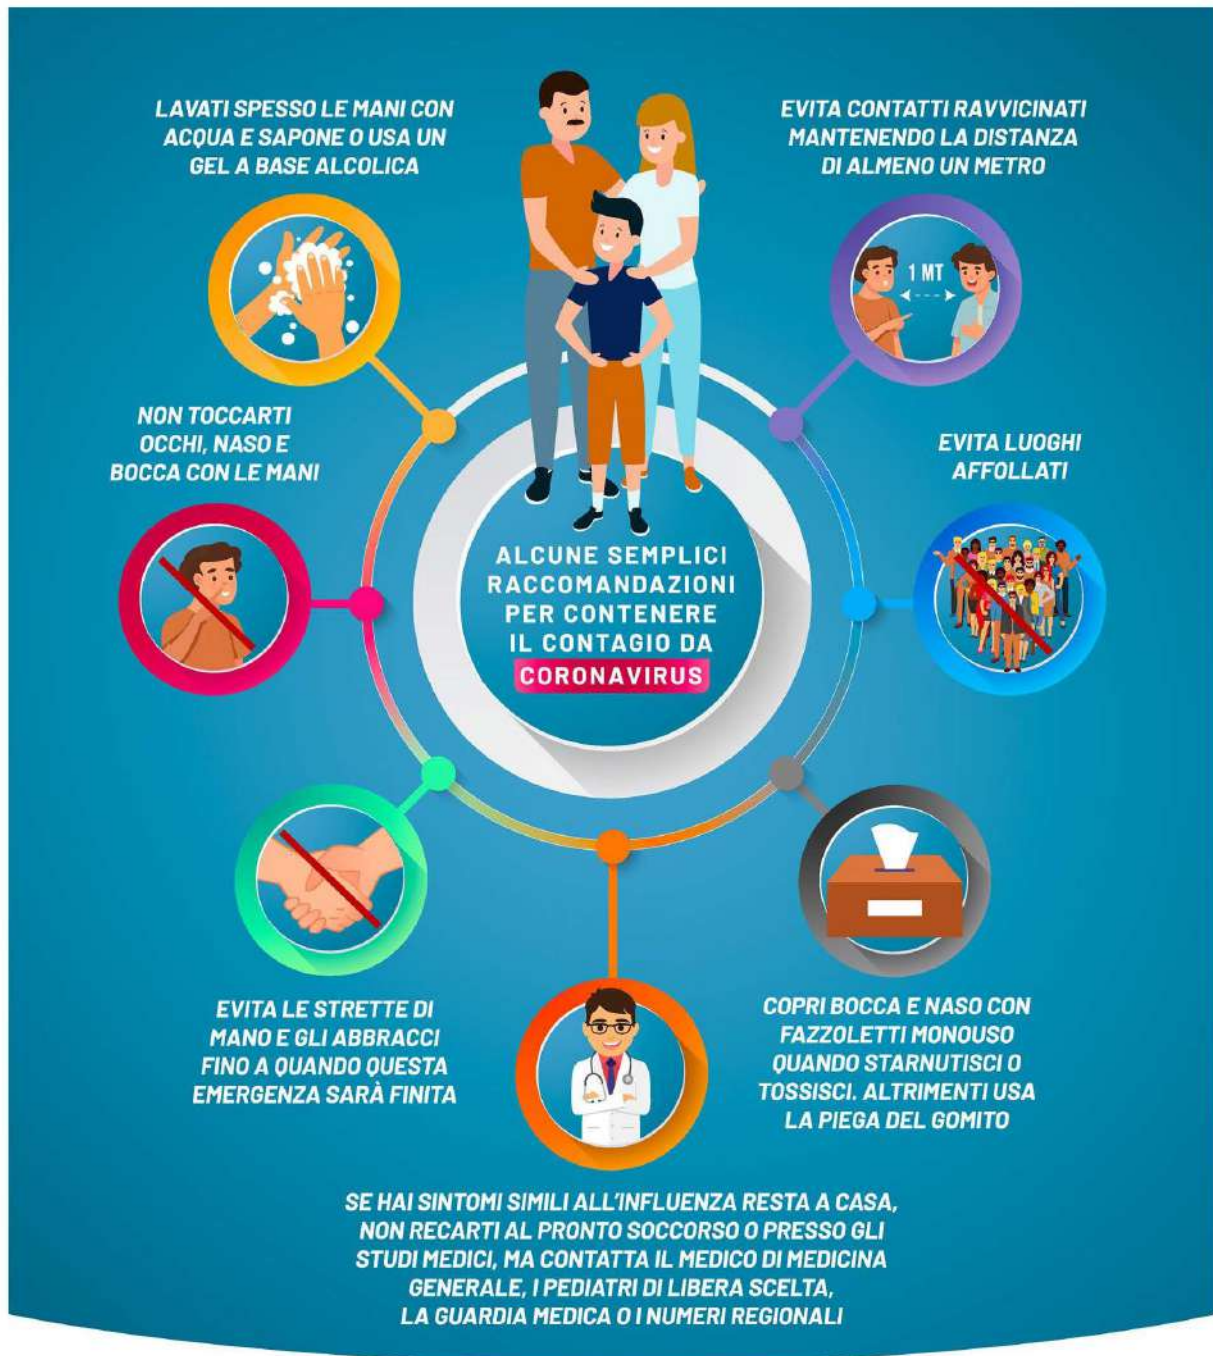 LAVATI SPESSO LE MANI CON
ACQUA E SAPONE O USA UN
GEL A BASE ALCOLICA
EVITA CONTATTI RAVVICINATI
MANTENENDO LA DISTANZA
DI ALMENO UN METRO
1 MT
NON TOCCARTI
OCCHI, NASO E
BOCCA CON LE MANI
EVITA LUOGHI
AFFOLLATI
ALCUNE SEMPLICI
RACCOMANDAZIONI
PER CONTENERE
IL CONTAGIO DA
CORONAVIRUS
EVITA LE STRETTE DI
MANO E GLI ABBRACCI
FINO A QUANDO QUESTA
EMERGENZA SARÀ FINITA
COPRI BOCCA E NASO CON
FAZZOLETTI MONOUSO
QUANDO STARNUTISCI O
TOSSISCI. ALTRIMENTI USA
LA PIEGA DEL GOMITO
SE HAI SINTOMI SIMILI ALL'INFLUENZA RESTA A CASA,
NON RECARTI AL PRONTO SOCCORSO O PRESSO GLI
STUDI MEDICI, MA CONTATTA IL MEDICO DI MEDICINA
GENERALE, I PEDIATRI DI LIBERA SCELTA,
LA GUARDIA MEDICA O I NUMERI REGIONALI